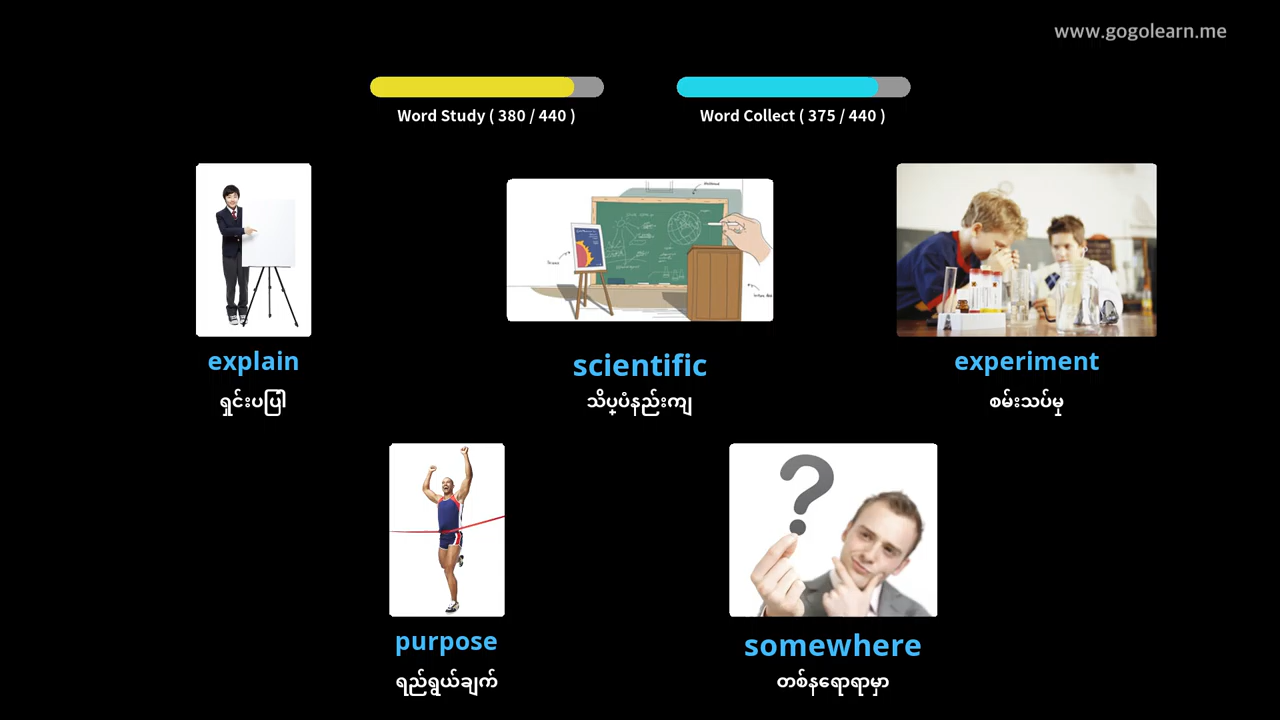 www.gogolearn.me
Word Study ( 380 / 440 )
Word Collect ( 375 / 440 )
explain
scientific
experiment
ရှင်းပပြါ
သိပ္ပံနည်းကျ
စမ်းသပ်မှ
purpose
somewhere
ရည်ရွယ်ချက်
တစ်နရောရာမှာ